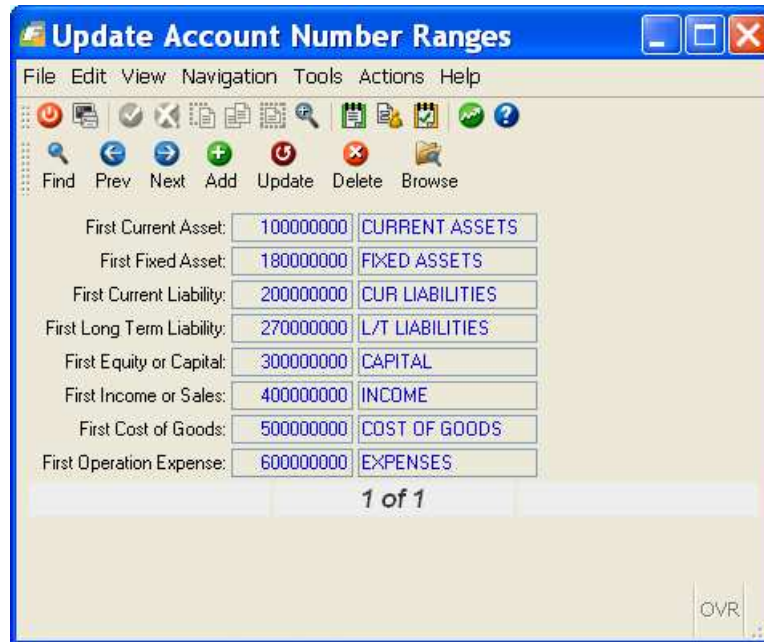 Update Account Number Ranges
File Edit View Navigation Tools Actions Help
Find Prev Next Add Update Delete Browse
First Current Asset: 100000000 CURRENT ASSETS
First Fixed Asset: 180000000 FIXED ASSETS
First Current Liability: 200000000 CUR LIABILITIES
First Long Term Liability: 270000000 L/T LIABILITIES
First Equity or Capital: 300000000 CAPITAL
First Income or Sales: 400000000 INCOME
First Cost of Goods: 500000000 COST OF GOODS
First Operation Expense: 600000000 EXPENSES
1 of 1
OVR